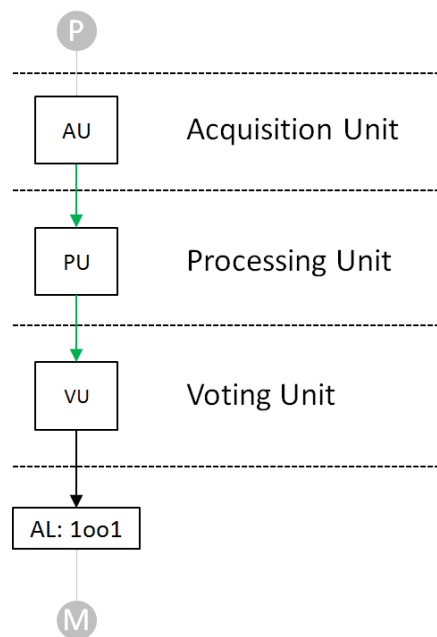 P
AU Acquisition Unit
PU Processing Unit
VU Voting Unit
AL: 1oo1
M